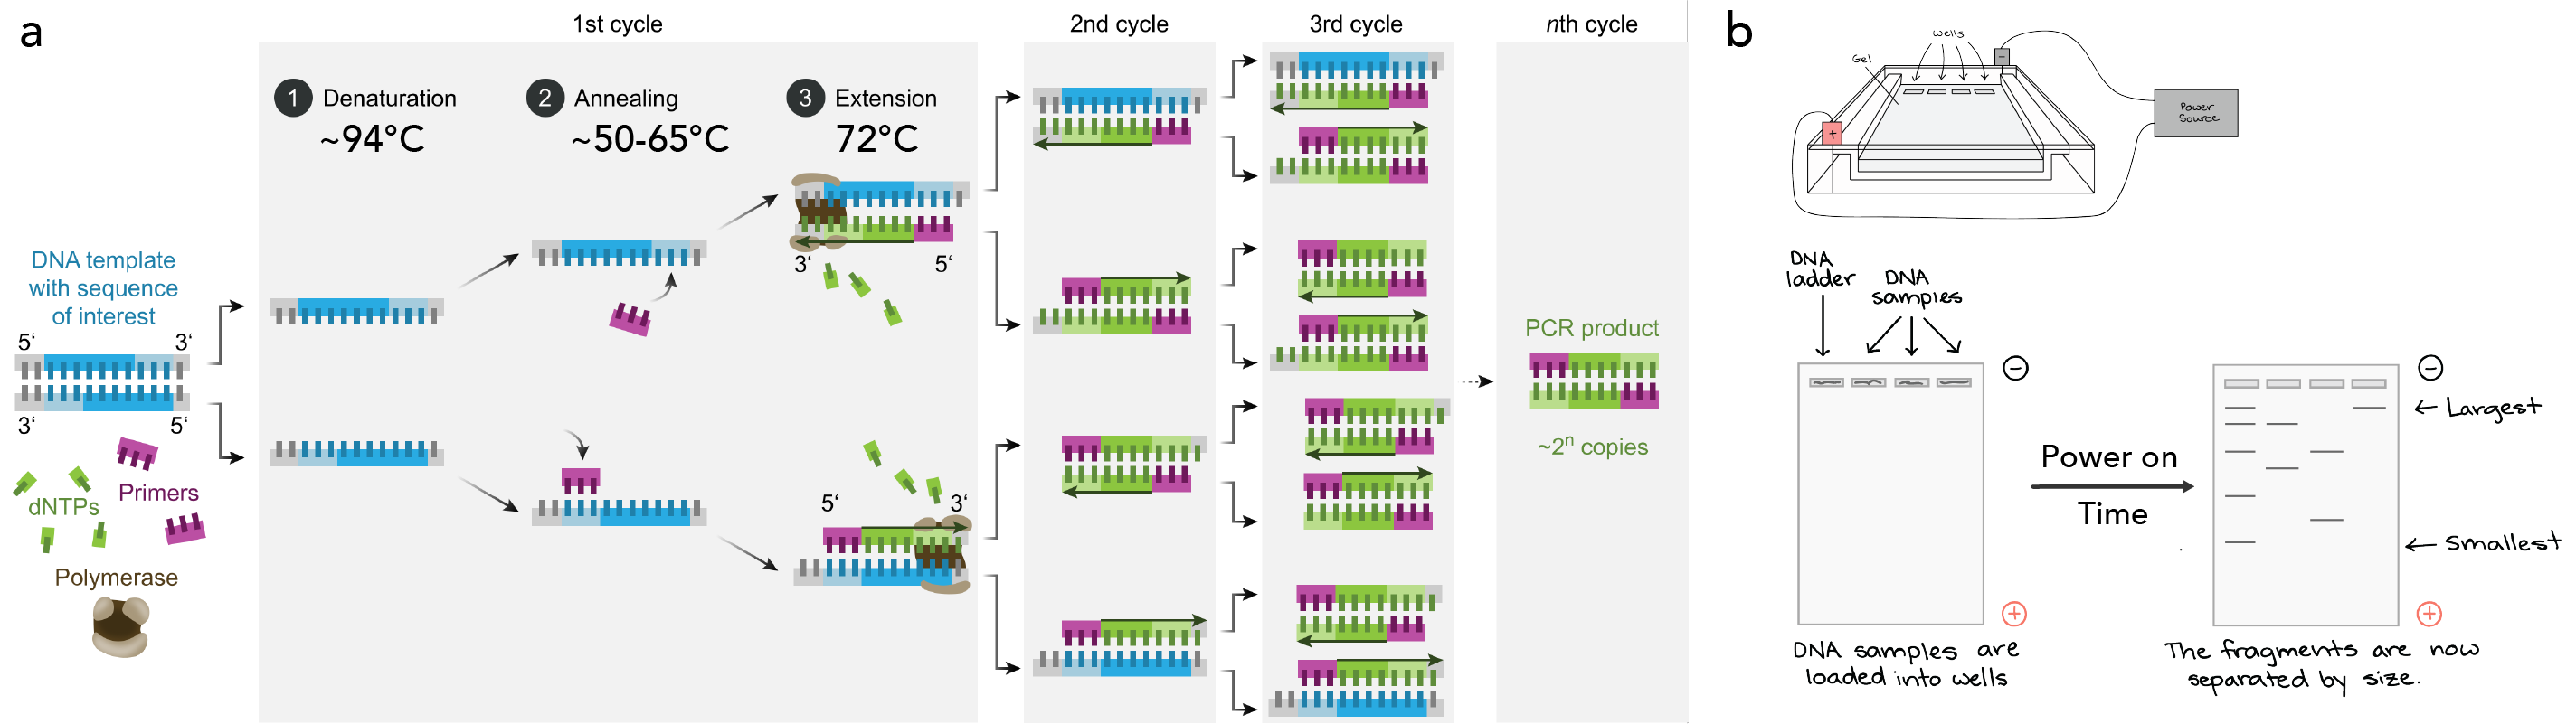 a
1st cycle
2nd cycle
3rd cycle
nth cycle
1 Denaturation
~94°C
2 Annealing
~50-65°C
3 Extension
72°C
DNA template
with sequence
of interest
5‘ 3‘
3‘ 5‘
Primers
dNTPs
Polymerase
3‘ 5‘
5‘ 3‘
PCR product
~2ⁿ copies
b
wells
Gel
-
+
Power
Source
DNA
ladder
DNA
samples
−
+
DNA samples are
loaded into wells
Power on
Time
−
← Largest
← Smallest
+
The fragments are now
separated by size.